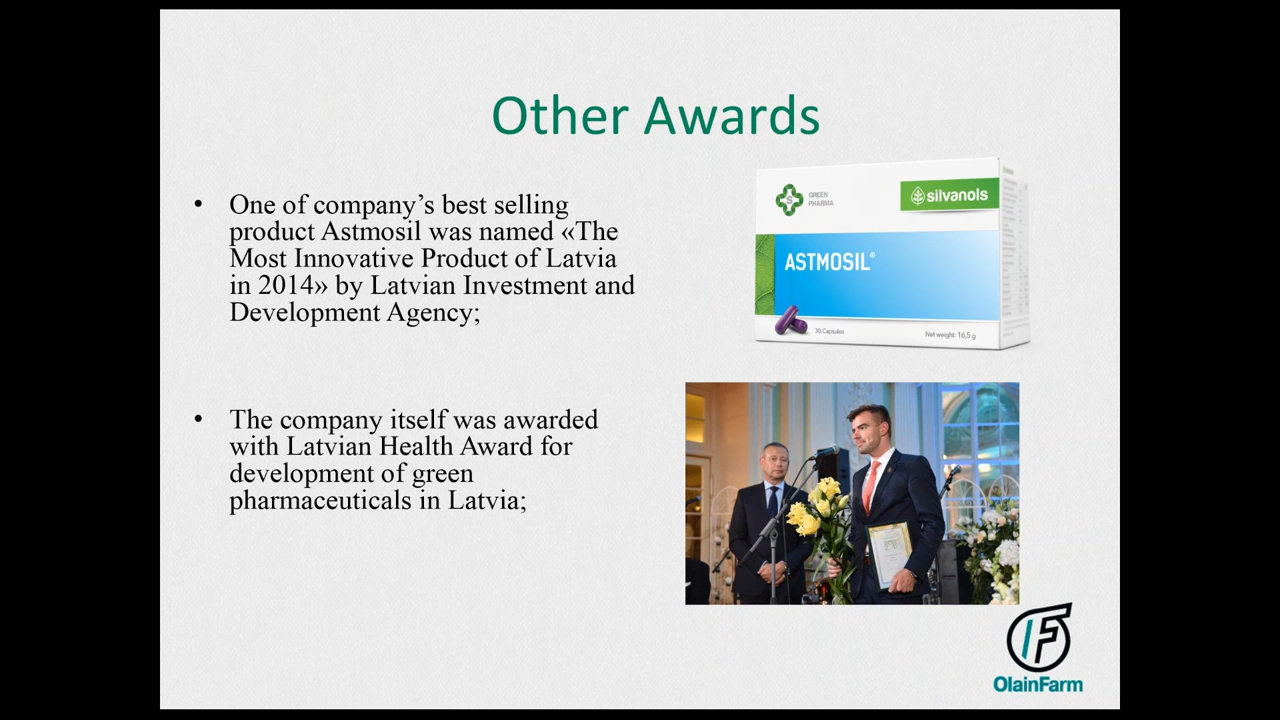 Other Awards
• One of company’s best selling
product Astmosil was named «The
Most Innovative Product of Latvia
in 2014» by Latvian Investment and
Development Agency;
• The company itself was awarded
with Latvian Health Award for
development of green
pharmaceuticals in Latvia;
S
GREEN
PHARMA
silvanols
ASTMOSIL®
30 Capsules
Net weight: 16,5 g
OlainFarm